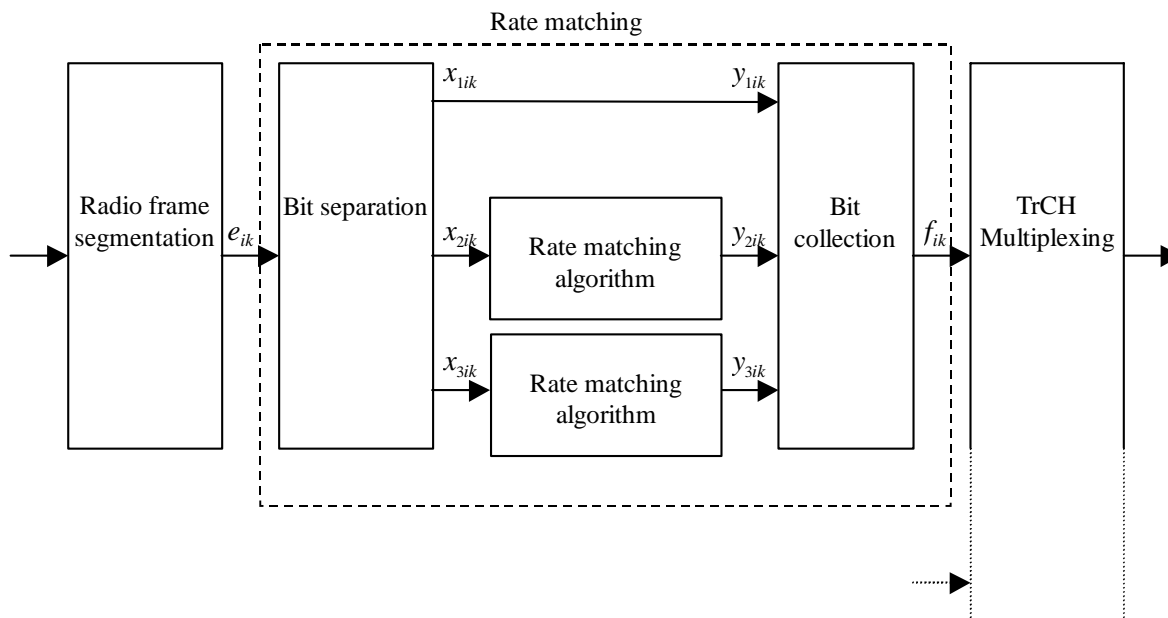 Rate matching
x1ik
y1ik
Radio frame
segmentation
eik
Bit separation
x2ik
Rate matching
algorithm
y2ik
Bit
collection
fik
TrCH
Multiplexing
x3ik
Rate matching
algorithm
y3ik